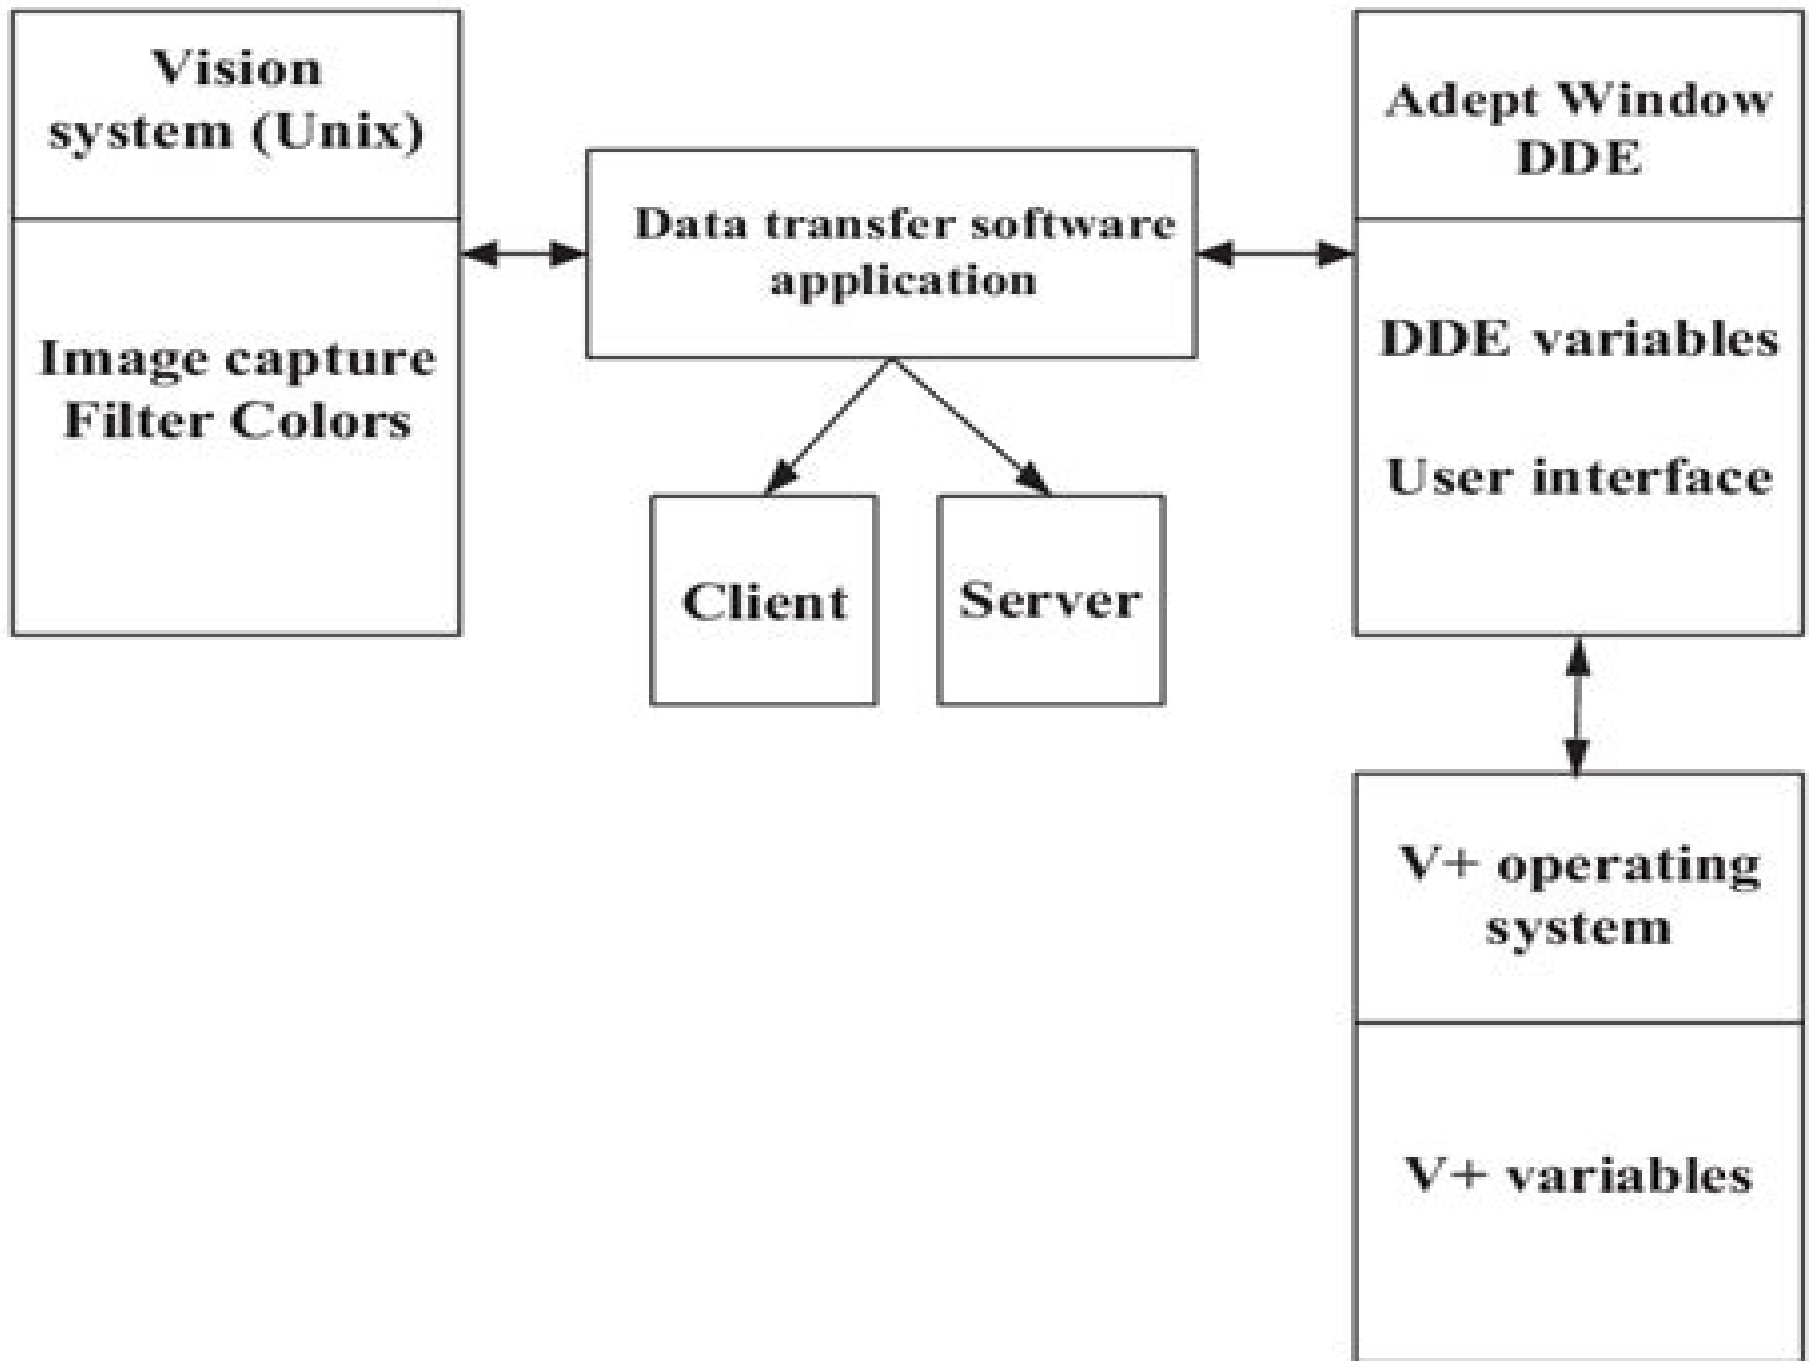 Vision
system (Unix)
Image capture
Filter Colors
Data transfer software
application
Client
Server
Adept Window
DDE
DDE variables
User interface
V+ operating
system
V+ variables